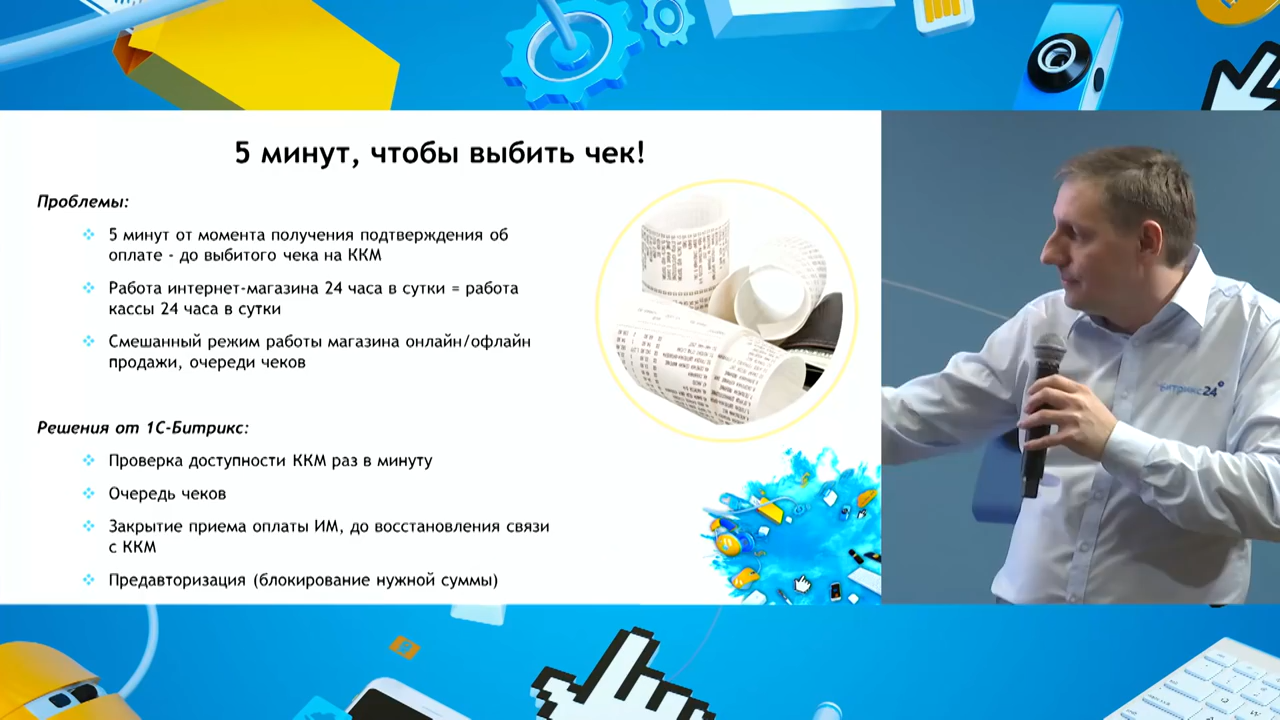 5 минут, чтобы выбить чек!
Проблемы:
5 минут от момента получения подтверждения об
оплате - до выбитого чека на ККМ
Работа интернет-магазина 24 часа в сутки = работа
кассы 24 часа в сутки
Смешанный режим работы магазина онлайн/офлайн
продажи, очереди чеков
Решения от 1С-Битрикс:
Проверка доступности ККМ раз в минуту
Очередь чеков
Закрытие приема оплаты ИМ, до восстановления связи
с ККМ
Предавторизация (блокирование нужной суммы)
Битрикс24